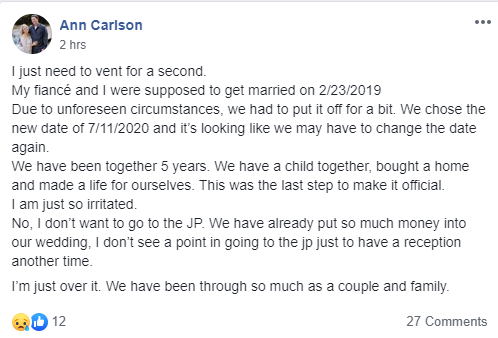 Ann Carlson
2 hrs
I just need to vent for a second.
My fiancé and I were supposed to get married on 2/23/2019
Due to unforeseen circumstances, we had to put it off for a bit. We chose the
new date of 7/11/2020 and it's looking like we may have to change the date
again.
We have been together 5 years. We have a child together, bought a home
and made a life for ourselves. This was the last step to make it official.
I am just so irritated.
No, I don't want to go to the JP. We have already put so much money into
our wedding, I don't see a point in going to the jp just to have a reception
another time.
I'm just over it. We have been through so much as a couple and family.
12
27 Comments